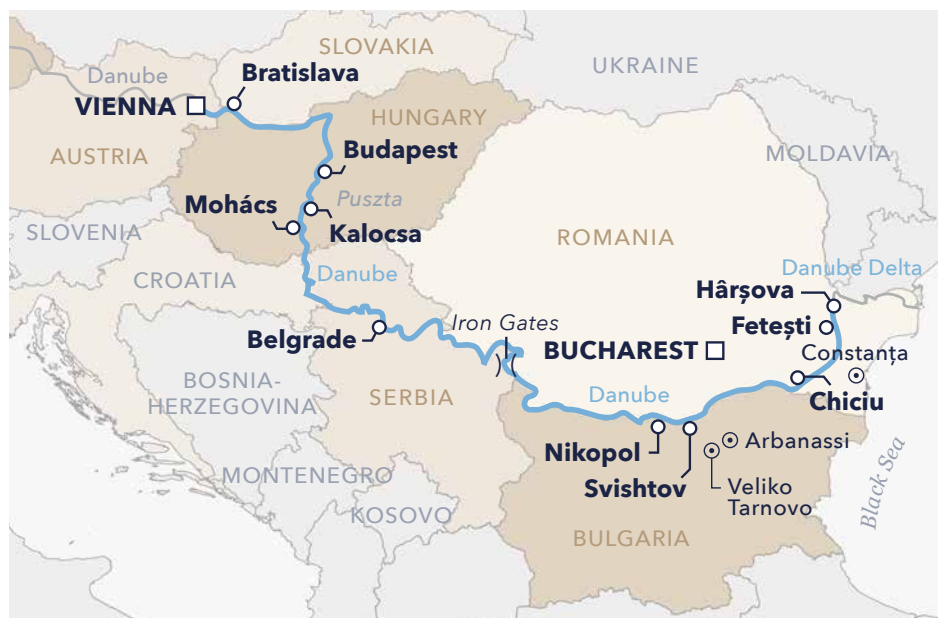 SLOVAKIA
UKRAINE
Danube
Bratislava
VIENNA
HUNGARY
AUSTRIA
Budapest
MOLDAVIA
Puszta
Mohács
Kalocsa
SLOVENIA
ROMANIA
CROATIA
Danube
Danube Delta
Hârșova
Iron Gates
Fetești
Belgrade
BUCHAREST
Constanța
BOSNIA-
HERZEGOVINA
SERBIA
Danube
Chiciu
Nikopol
Arbanassi
Svishtov
Veliko
Tarnovo
MONTENEGRO
KOSOVO
BULGARIA
Black Sea